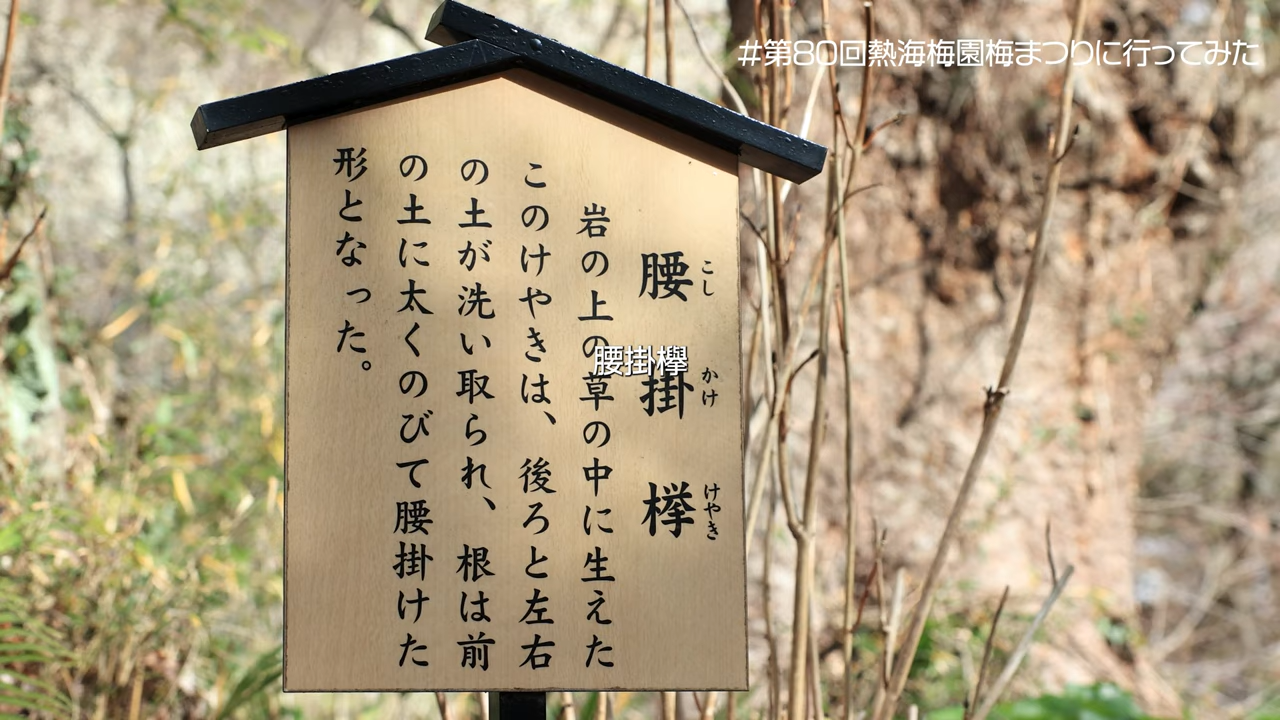 #第80回熱海梅園梅まつりに行ってみた
腰掛欅
こし かけ けやき
腰掛欅
岩の上の草の中に生えた
このけやきは、後ろと左右
の土が洗い取られ、根は前
の土に太くのびて腰掛けた
形となった。